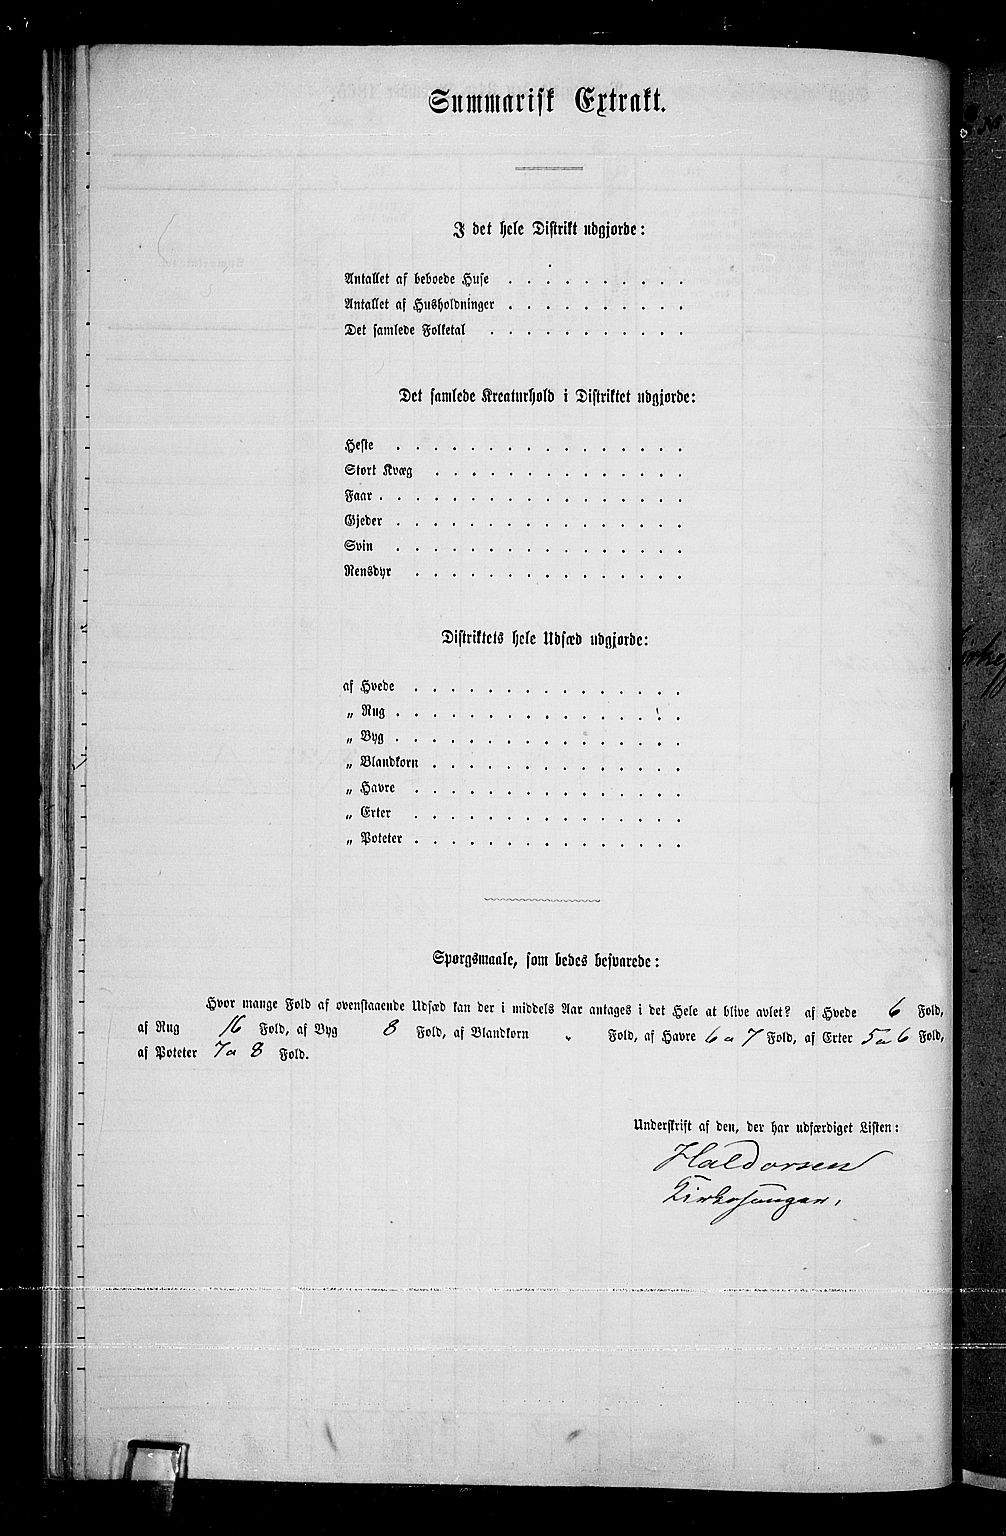 Summarisk Extrakt.
I det hele Distrikt udgjorde:
Antallet af beboede Huse . . . . . . . . . .
Antallet af Husholdninger . . . . . . . . . .
Det samlede Folketal . . . . . . . . . . .
Det samlede Kreaturhold i Distriktet udgjorde:
Heste . . . . . . . . . . . . . . . .
Stort Kvæg . . . . . . . . . . . . . .
Faar . . . . . . . . . . . . . . . . .
Gjeder . . . . . . . . . . . . . . . .
Svin . . . . . . . . . . . . . . . .
Rensdyr . . . . . . . . . . . . . . .
Distriktets hele Udsæd udgjorde:
af Hvede . . . . . . . . . . . . . . .
„ Rug . . . . . . . . . . . . . . . .
„ Byg . . . . . . . . . . . . . . . .
„ Blandkorn . . . . . . . . . . . . . .
„ Havre . . . . . . . . . . . . . . .
„ Erter . . . . . . . . . . . . . . .
„ Poteter . . . . . . . . . . . . . . .
Spørgsmaale, som bedes besvarede:
Hvor mange Fold af ovenstaaende Udsæd kan der i middels Aar antages i det Hele at blive avlet? af Hvede 6 Fold,
af Rug 16 Fold, af Byg 8 Fold, af Blandkorn „ Fold, af Havre 6 a 7 Fold, af Erter 5 a 6 Fold,
af Poteter 7 a 8 Fold.
Underskrift af den, der har udfærdiget Listen:
Haldorsen
Kirkesanger.